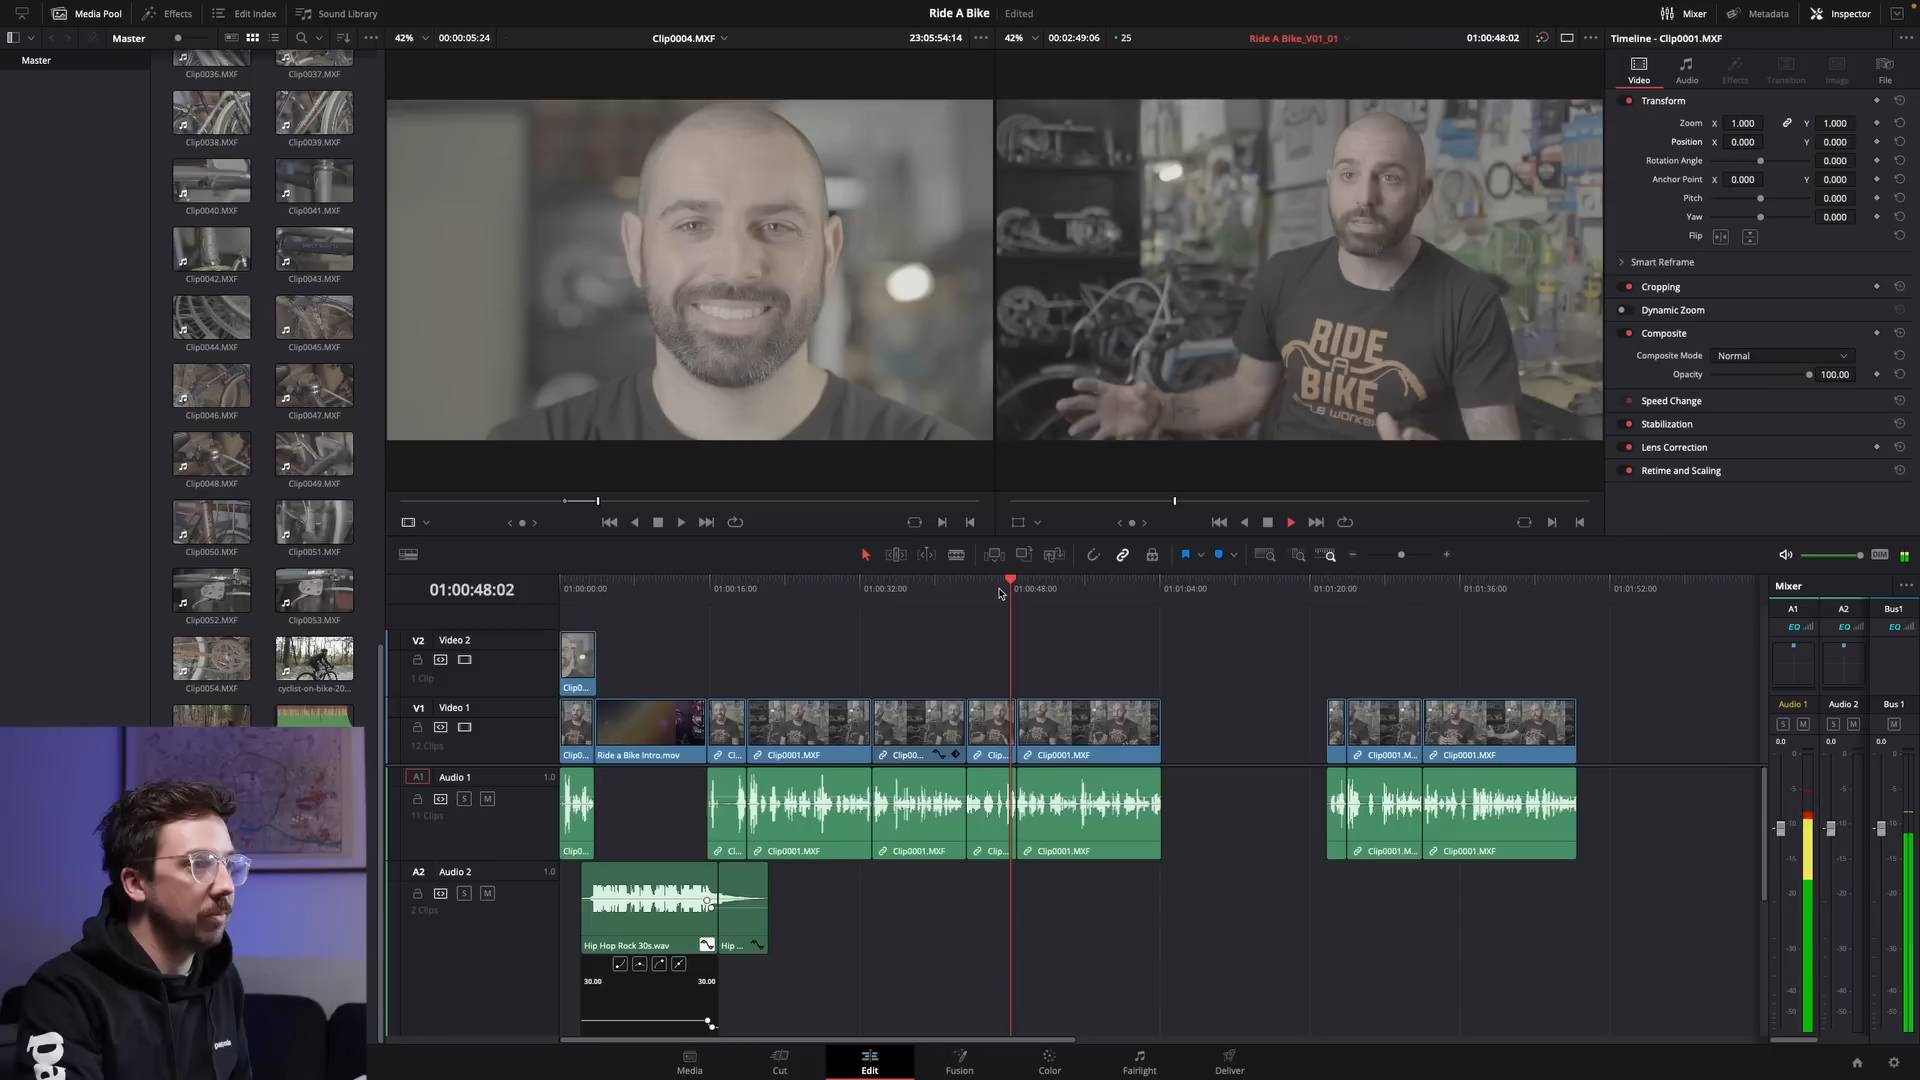 Media Pool
Effects
Edit Index
Sound Library
Ride A Bike
Edited
Mixer
Metadata
Inspector
Master
42%
00:00:05:24
Clip0004.MXF
23:05:54:14
42%
00:02:49:06
25
Ride A Bike_V01_01
01:00:48:02
Timeline - Clip0001.MXF
Master
Clip0036.MXF
Clip0037.MXF
Clip0038.MXF
Clip0039.MXF
Clip0040.MXF
Clip0041.MXF
Clip0042.MXF
Clip0043.MXF
Clip0044.MXF
Clip0045.MXF
Clip0046.MXF
Clip0047.MXF
Clip0048.MXF
Clip0049.MXF
Clip0050.MXF
Clip0051.MXF
Clip0052.MXF
Clip0053.MXF
Clip0054.MXF
cyclist-on-bike-20...
RIDE
A
BIKE
Video
Audio
Effects
Transition
Image
File
Transform
Zoom X 1.000 Y 1.000
Position X 0.000 Y 0.000
Rotation Angle 0.000
Anchor Point X 0.000 Y 0.000
Pitch 0.000
Yaw 0.000
Flip
Smart Reframe
Cropping
Dynamic Zoom
Composite
Composite Mode Normal
Opacity 100.00
Speed Change
Stabilization
Lens Correction
Retime and Scaling
DIM
01:00:48:02
01:00:00:00
01:00:16:00
01:00:32:00
01:00:48:00
01:01:04:00
01:01:20:00
01:01:36:00
01:01:52:00
V2 Video 2
1 Clip
Clip0...
V1 Video 1
12 Clips
Clip0...
Ride a Bike Intro.mov
Cl...
Clip0001.MXF
Clip00...
Clip...
Clip0001.MXF
Clip0001.M...
Clip0001.MXF
A1 Audio 1 1.0
S M
11 Clips
Clip0...
Cl...
Clip0001.MXF
Clip0001.MXF
Clip...
Clip0001.MXF
Clip0001.M...
Clip0001.MXF
A2 Audio 2 1.0
S M
2 Clips
Hip Hop Rock 30s.wav
Hip ...
30.00
30.00
Mixer
A1
A2
Bus1
EQ
EQ
EQ
Audio 1
Audio 2
Bus 1
S M
S M
M
0.0
0.0
0.0
Media
Cut
Edit
Fusion
Color
Fairlight
Deliver